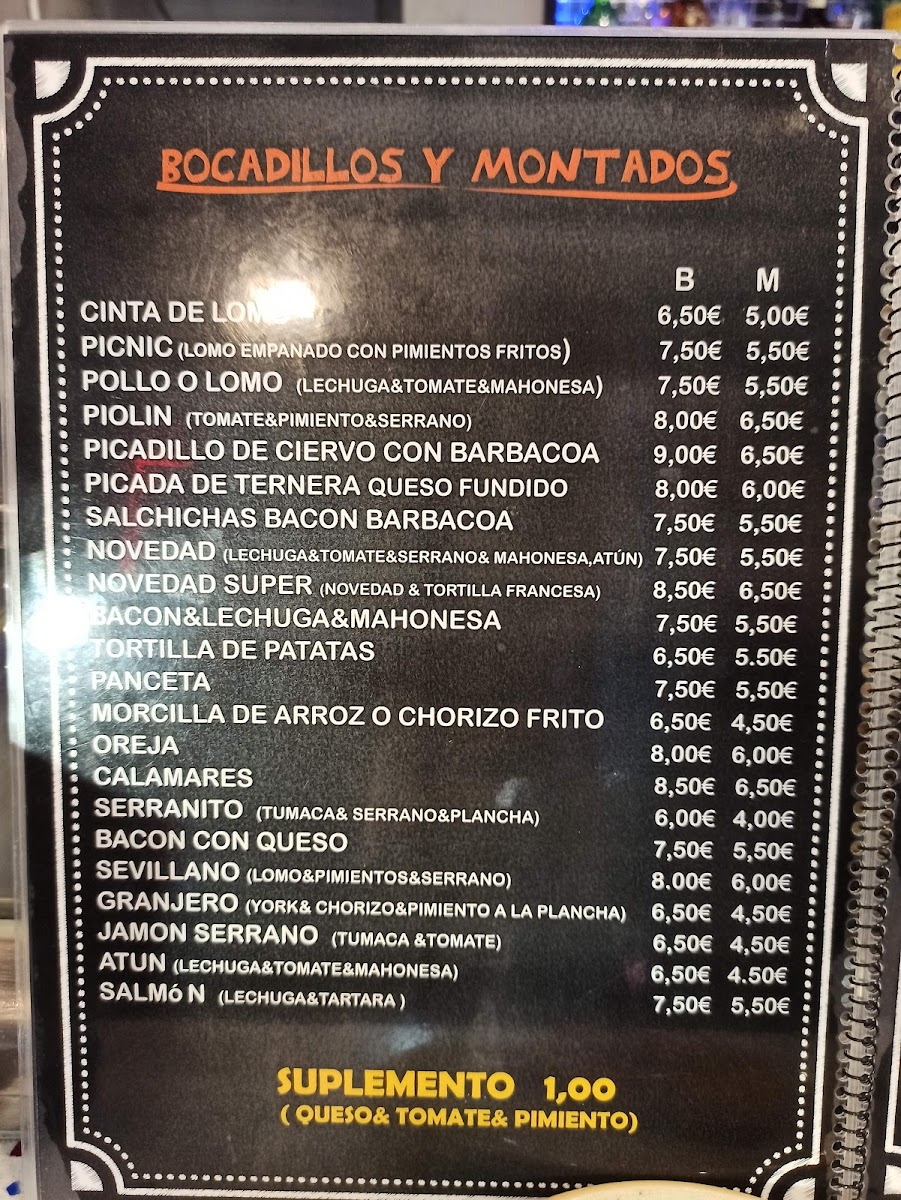 BOCADILLOS Y MONTADOS
B M
CINTA DE LOMO 6,50€ 5,00€
PICNIC (LOMO EMPANADO CON PIMIENTOS FRITOS) 7,50€ 5,50€
POLLO O LOMO (LECHUGA&TOMATE&MAHONESA) 7,50€ 5,50€
PIOLIN (TOMATE&PIMIENTO&SERRANO) 8,00€ 6,50€
PICADILLO DE CIERVO CON BARBACOA 9,00€ 6,50€
PICADA DE TERNERA QUESO FUNDIDO 8,00€ 6,00€
SALCHICHAS BACON BARBACOA 7,50€ 5,50€
NOVEDAD (LECHUGA&TOMATE&SERRANO& MAHONESA,ATÚN) 7,50€ 5,50€
NOVEDAD SUPER (NOVEDAD & TORTILLA FRANCESA) 8,50€ 6,50€
BACON&LECHUGA&MAHONESA 7,50€ 5,50€
TORTILLA DE PATATAS 6,50€ 5.50€
PANCETA 7,50€ 5,50€
MORCILLA DE ARROZ O CHORIZO FRITO 6,50€ 4,50€
OREJA 8,00€ 6,00€
CALAMARES 8,50€ 6,50€
SERRANITO (TUMACA& SERRANO&PLANCHA) 6,00€ 4,00€
BACON CON QUESO 7,50€ 5,50€
SEVILLANO (LOMO&PIMIENTOS&SERRANO) 8.00€ 6,00€
GRANJERO (YORK& CHORIZO&PIMIENTO A LA PLANCHA) 6,50€ 4,50€
JAMON SERRANO (TUMACA &TOMATE) 6,50€ 4,50€
ATUN (LECHUGA&TOMATE&MAHONESA) 6,50€ 4.50€
SALMóN (LECHUGA&TARTARA ) 7,50€ 5,50€
SUPLEMENTO 1,00
( QUESO& TOMATE& PIMIENTO)